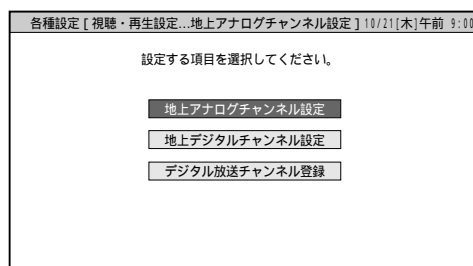 各種設定 [ 視聴・再生設定...地上アナログチャンネル設定 ] 10/21[木]午前 9:00
設定する項目を選択してください。
地上アナログチャンネル設定
地上デジタルチャンネル設定
デジタル放送チャンネル登録